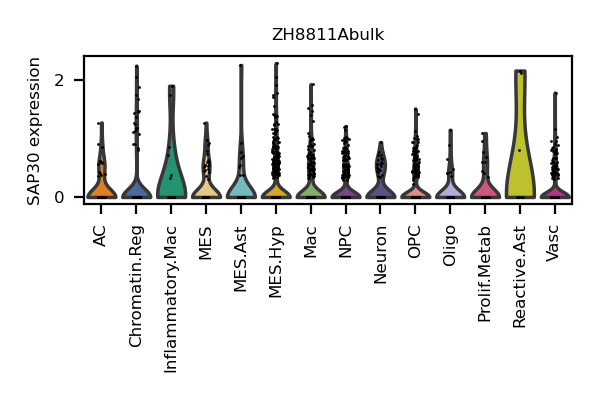 ZH8811Abulk
SAP30 expression
2
0
AC
Chromatin.Reg
Inflammatory.Mac
MES
MES.Ast
MES.Hyp
Mac
NPC
Neuron
OPC
Oligo
Prolif.Metab
Reactive.Ast
Vasc